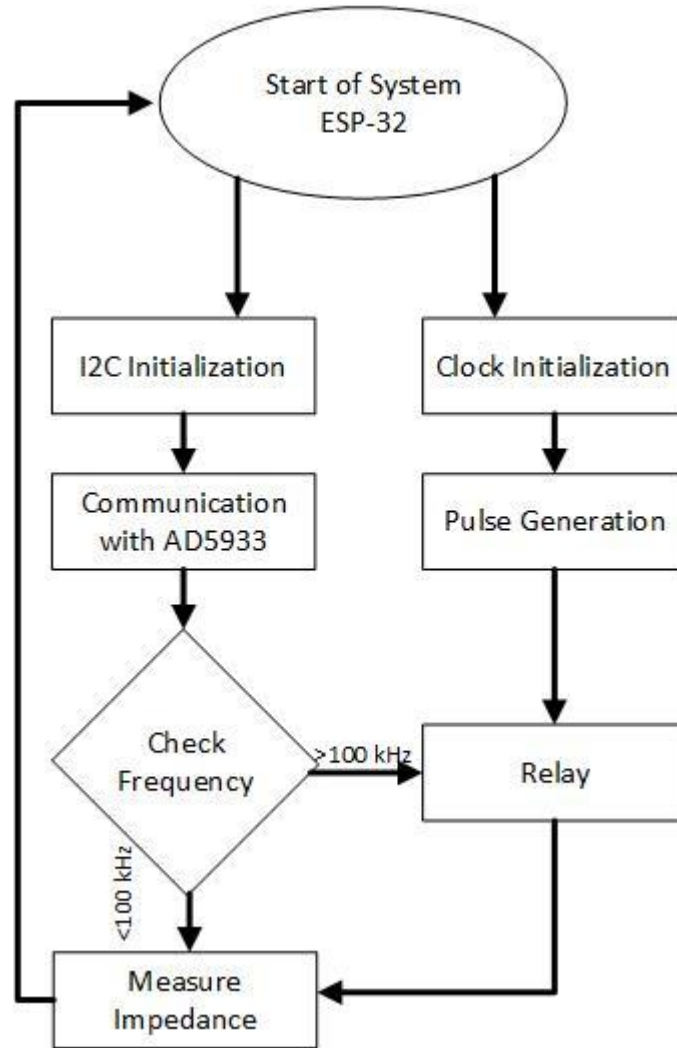 Start of System
ESP-32
I2C Initialization
Clock Initialization
Communication
with AD5933
Pulse Generation
Check
Frequency
>100 kHz
Relay
<100 kHz
Measure
Impedance